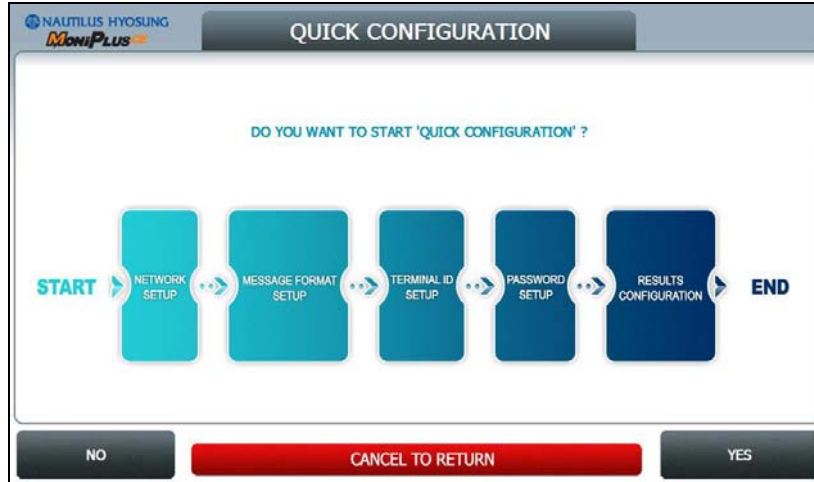 NAUTILUS HYOSUNG
MONIPLUS CE
QUICK CONFIGURATION
DO YOU WANT TO START 'QUICK CONFIGURATION' ?
START
NETWORK
SETUP
MESSAGE FORMAT
SETUP
TERMINAL ID
SETUP
PASSWORD
SETUP
RESULTS
CONFIGURATION
END
NO
CANCEL TO RETURN
YES